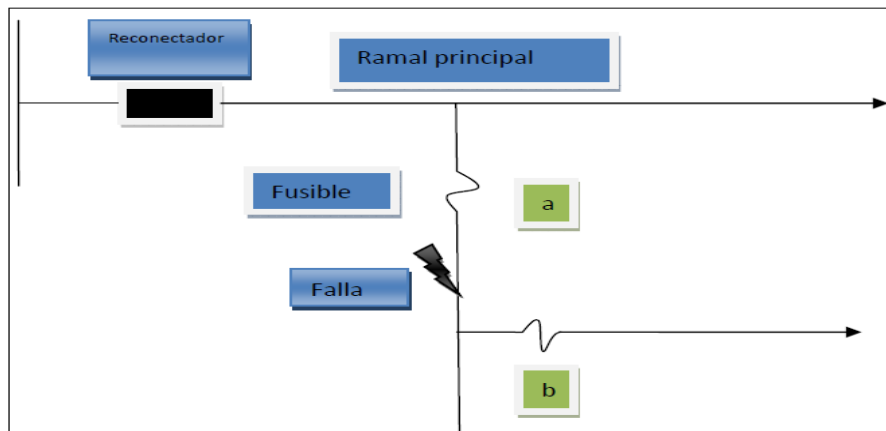 Reconectador
Ramal principal
Fusible
a
Falla
b